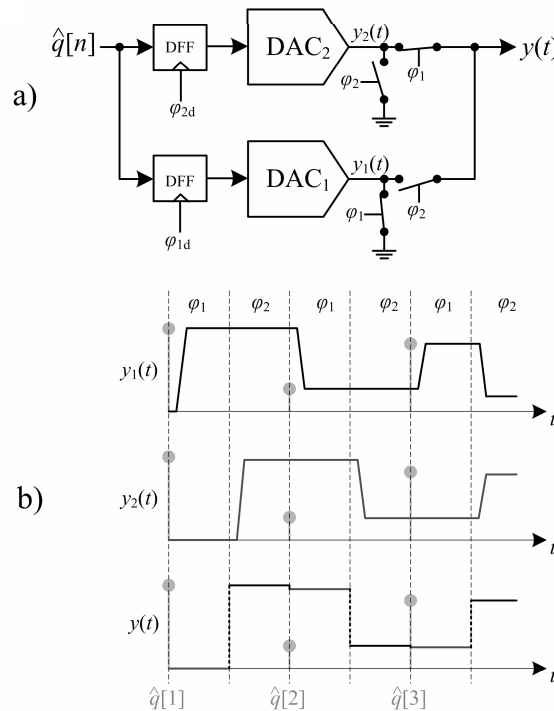 q̂[n]
DFF
DAC₂
y₂(t)
y(t)
φ₂
φ₁
φ₂d
a)
DFF
DAC₁
y₁(t)
φ₁
φ₂
φ₁d
φ₁ φ₂ φ₁ φ₂ φ₁ φ₂
y₁(t)
t
b)
y₂(t)
t
y(t)
t
q̂[1] q̂[2] q̂[3]